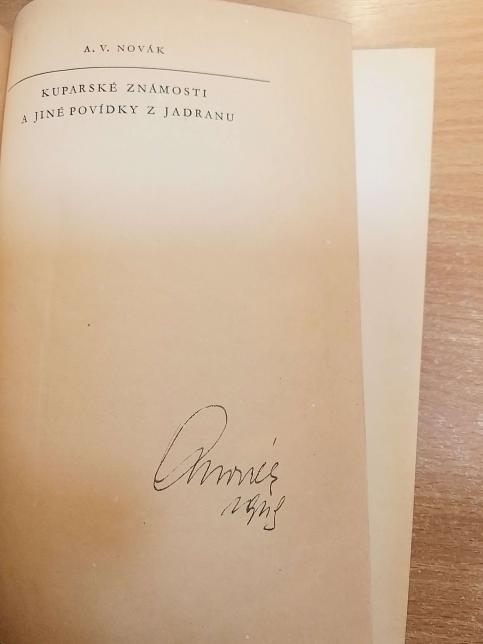 A. V. NOVÁK
KUPARSKÉ ZNÁMOSTI
A JINÉ POVÍDKY Z JADRANU